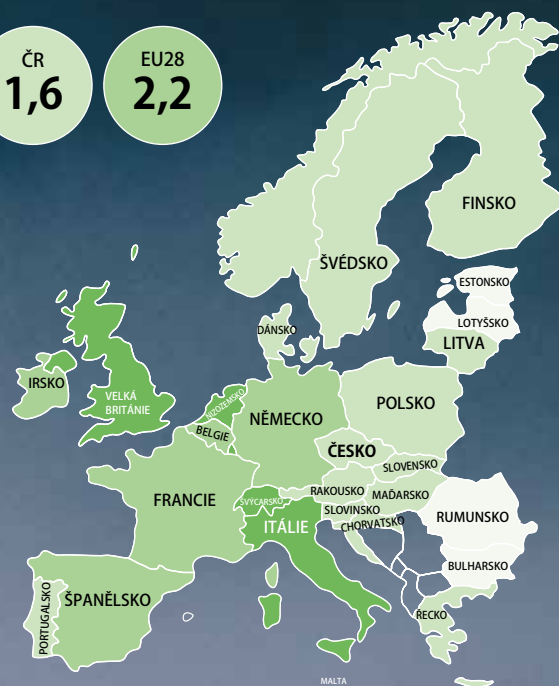 ČR
1,6
EU28
2,2
FINSKO
ŠVÉDSKO
ESTONSKO
LOTYŠSKO
LITVA
DÁNSKO
IRSKO
VELKÁ
BRITÁNIE
NIZOZEMSKO
BELGIE
NĚMECKO
POLSKO
ČESKO
SLOVENSKO
FRANCIE
ŠVÝCARSKO
RAKOUSKO
MAĎARSKO
SLOVINSKO
CHORVATSKO
ITÁLIE
RUMUNSKO
BULHARSKO
PORTUGALSKO
ŠPANĚLSKO
ŘECKO
MALTA